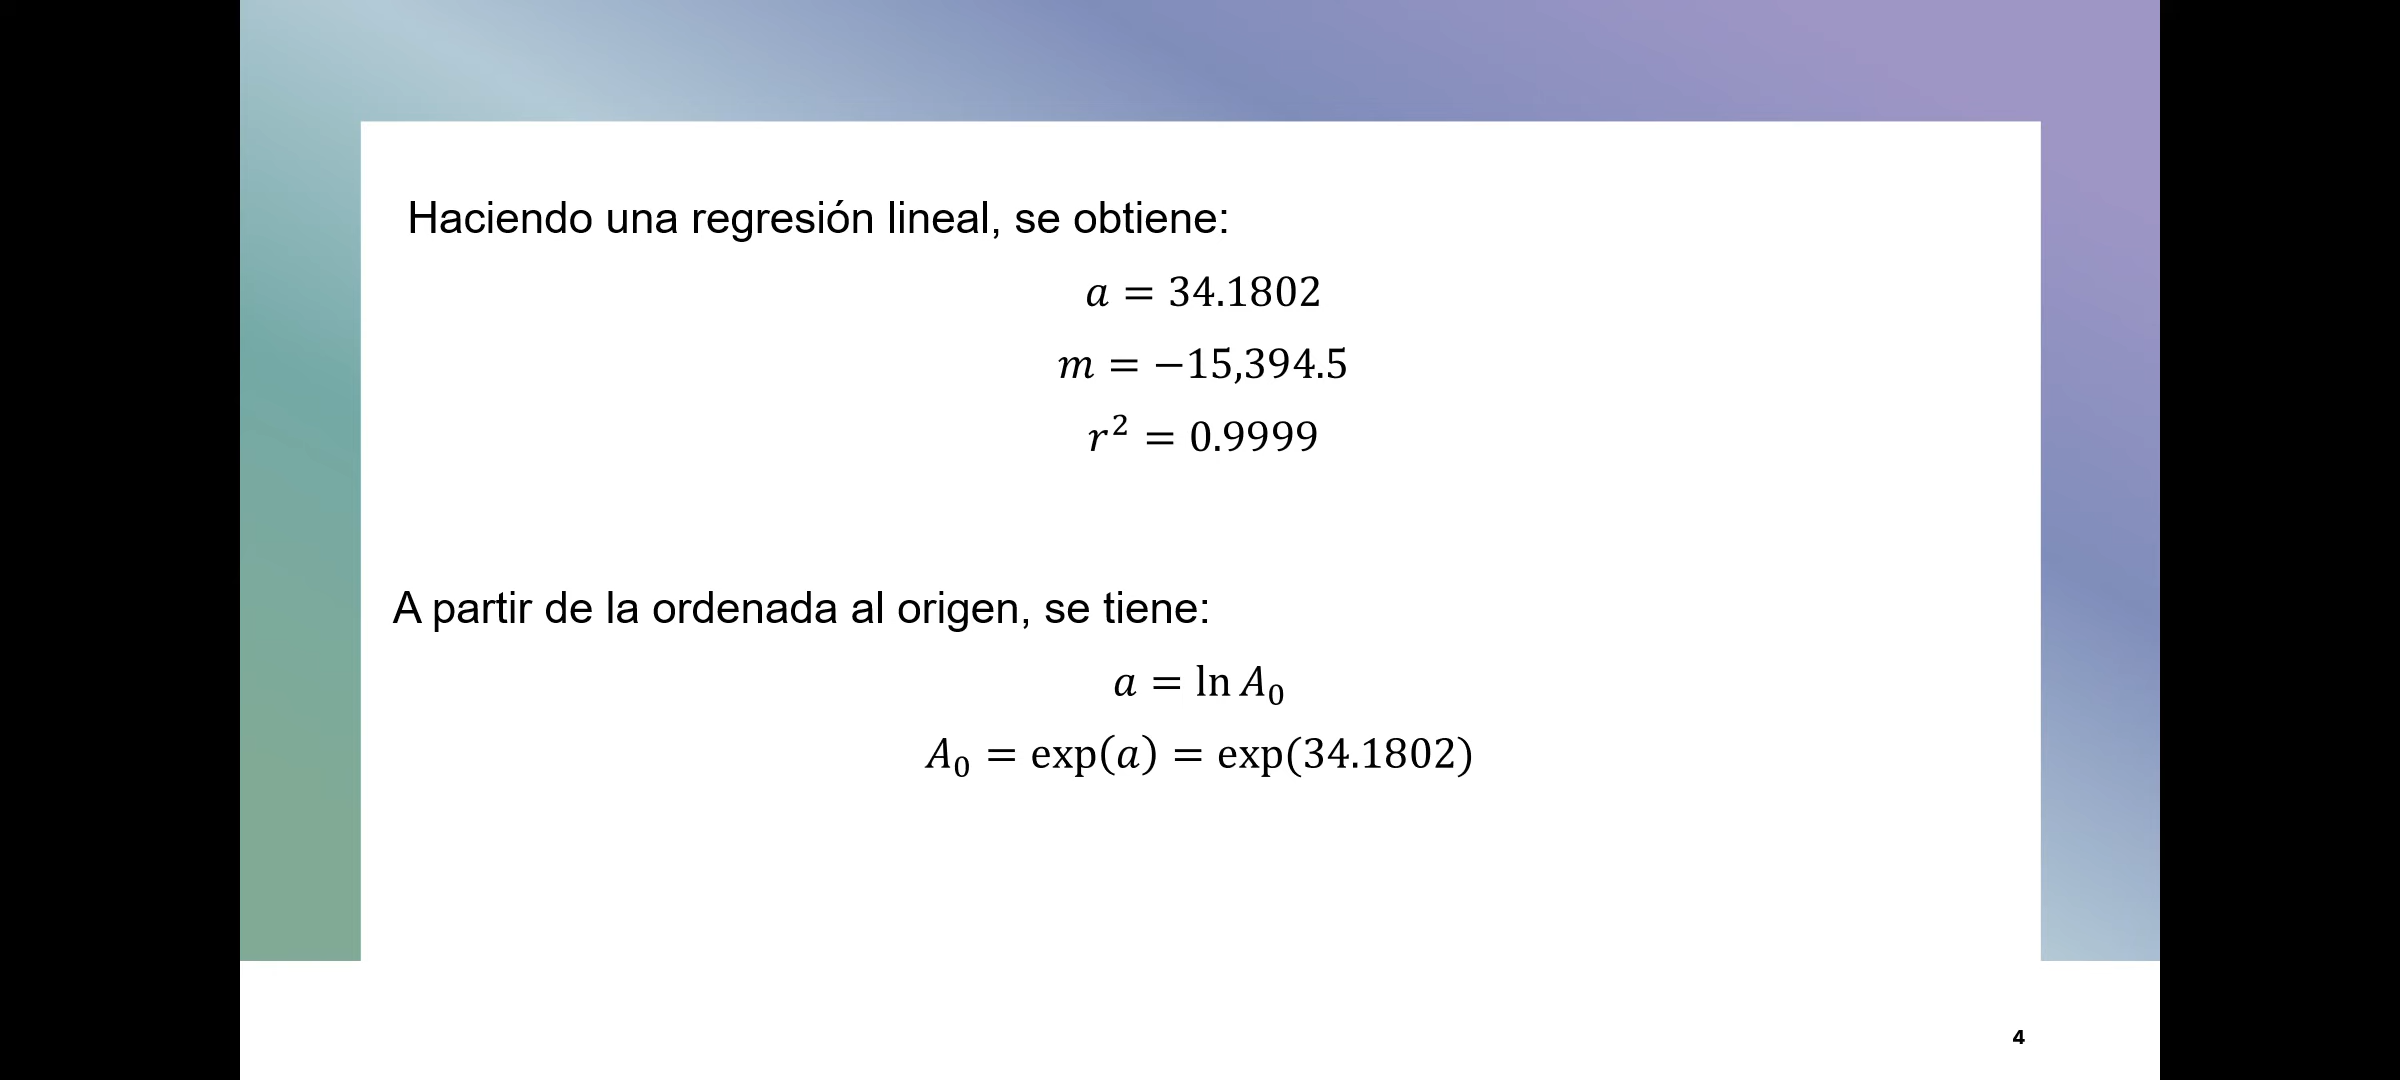 Haciendo una regresión lineal, se obtiene:
a = 34.1802
m = −15,394.5
r² = 0.9999
A partir de la ordenada al origen, se tiene:
a = ln A₀
A₀ = exp(a) = exp(34.1802)
4